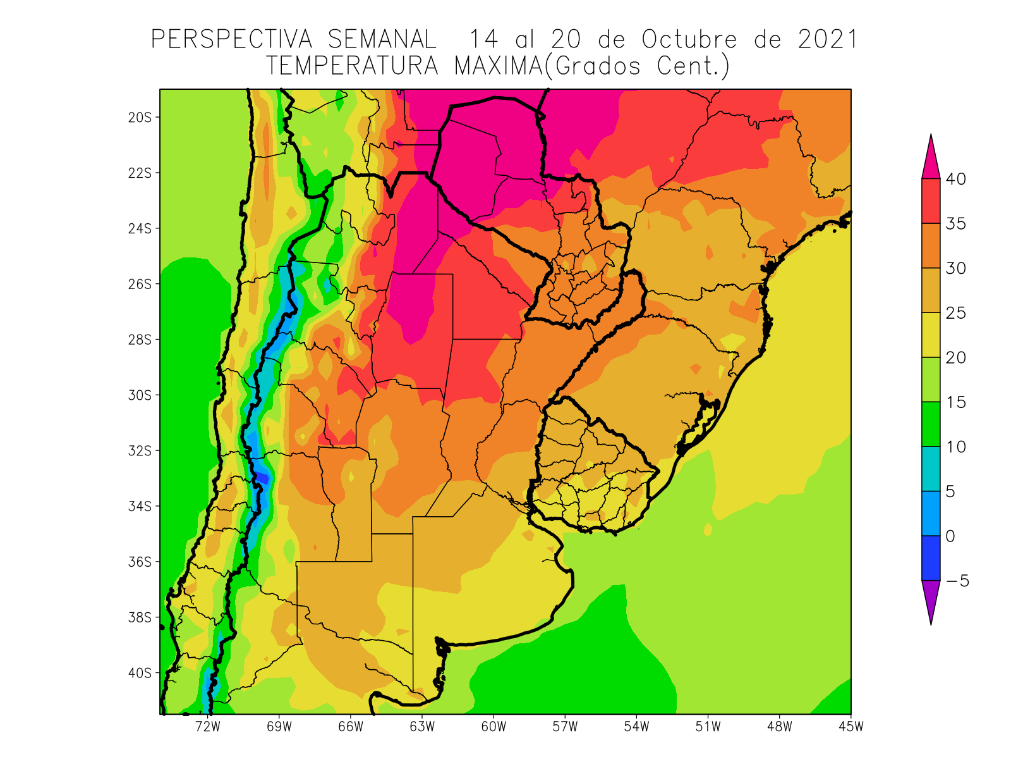 PERSPECTIVA SEMANAL  14 al 20 de Octubre de 2021
TEMPERATURA MAXIMA(Grados Cent.)
20S
22S
24S
26S
28S
30S
32S
34S
36S
38S
40S
72W 69W 66W 63W 60W 57W 54W 51W 48W 45W
40
35
30
25
20
15
10
5
0
−5